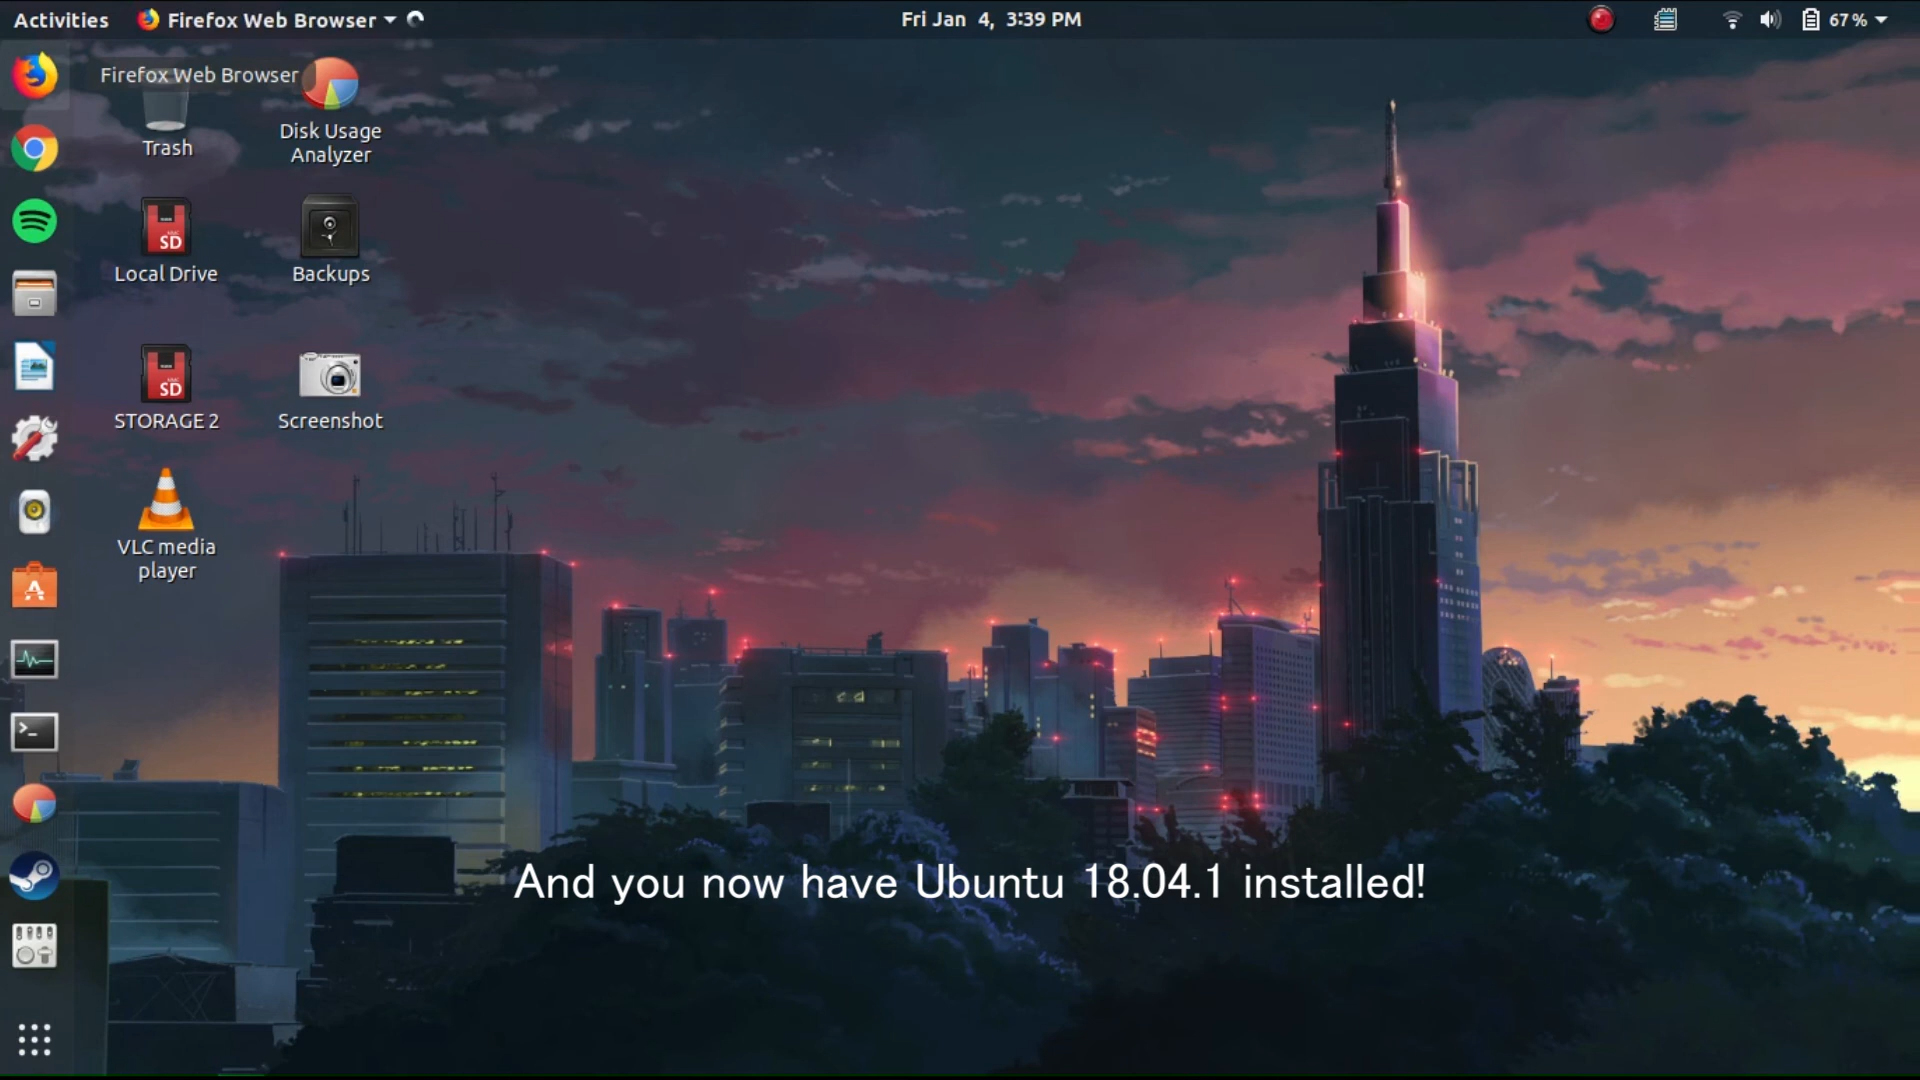 Activities Firefox Web Browser Fri Jan 4, 3:39 PM 67%
Firefox Web Browser
Trash
Disk Usage
Analyzer
SD
Local Drive
Backups
SD
STORAGE 2
Screenshot
VLC media
player
And you now have Ubuntu 18.04.1 installed!